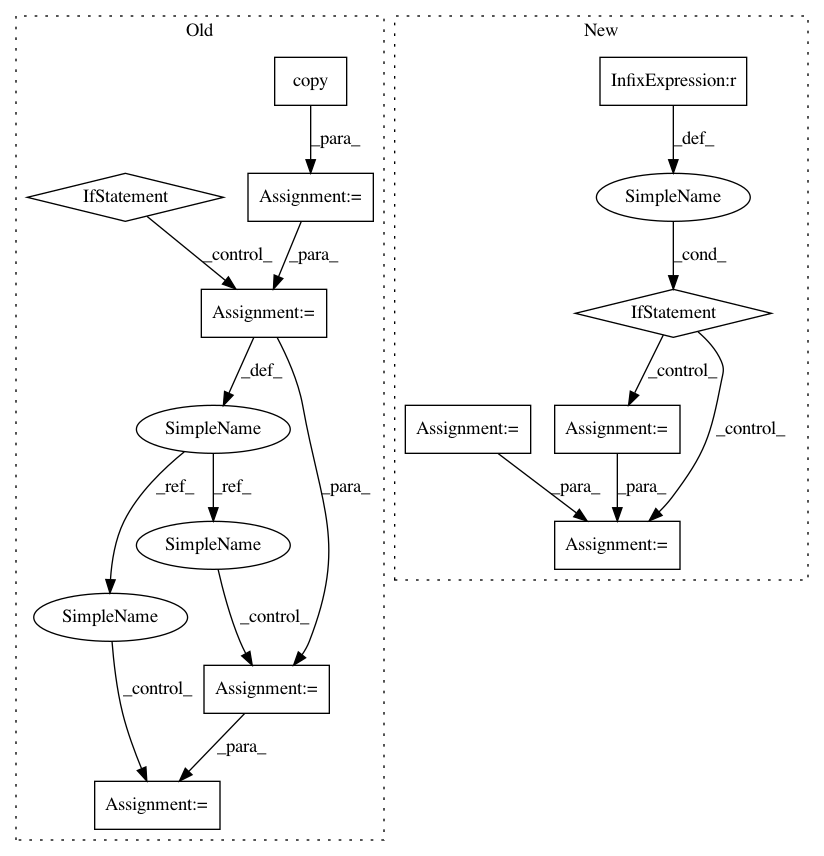 Old
New
copy
InfixExpression:r
_para_
_def_
IfStatement
Assignment:=
SimpleName
_control_
_para_
_cond_
Assignment:=
IfStatement
_def_
_control_
SimpleName
Assignment:=
Assignment:=
_ref_
_ref_
_para_
_para_
_para_
_control_
SimpleName
Assignment:=
SimpleName
_control_
_control_
Assignment:=
_para_
Assignment:=